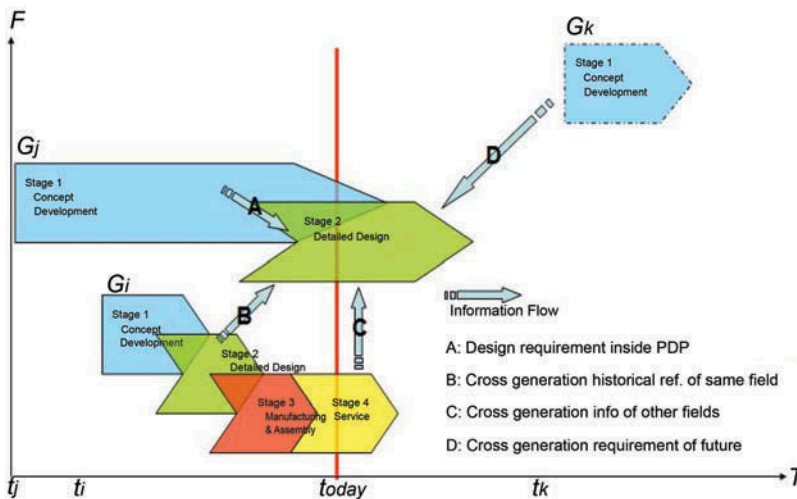 F
Gk
Stage 1
Concept
Development
D
Gj
Stage 1
Concept
Development
A
Stage 2
Detailed Design
Gi
Stage 1
Concept
Development
B
C
Information Flow
Stage 2
Detailed Design
A: Design requirement inside PDP
B: Cross generation historical ref. of same field
C: Cross generation info of other fields
D: Cross generation requirement of future
Stage 3
Manufacturing
& Assembly
Stage 4
Service
tj
ti
today
tk
T